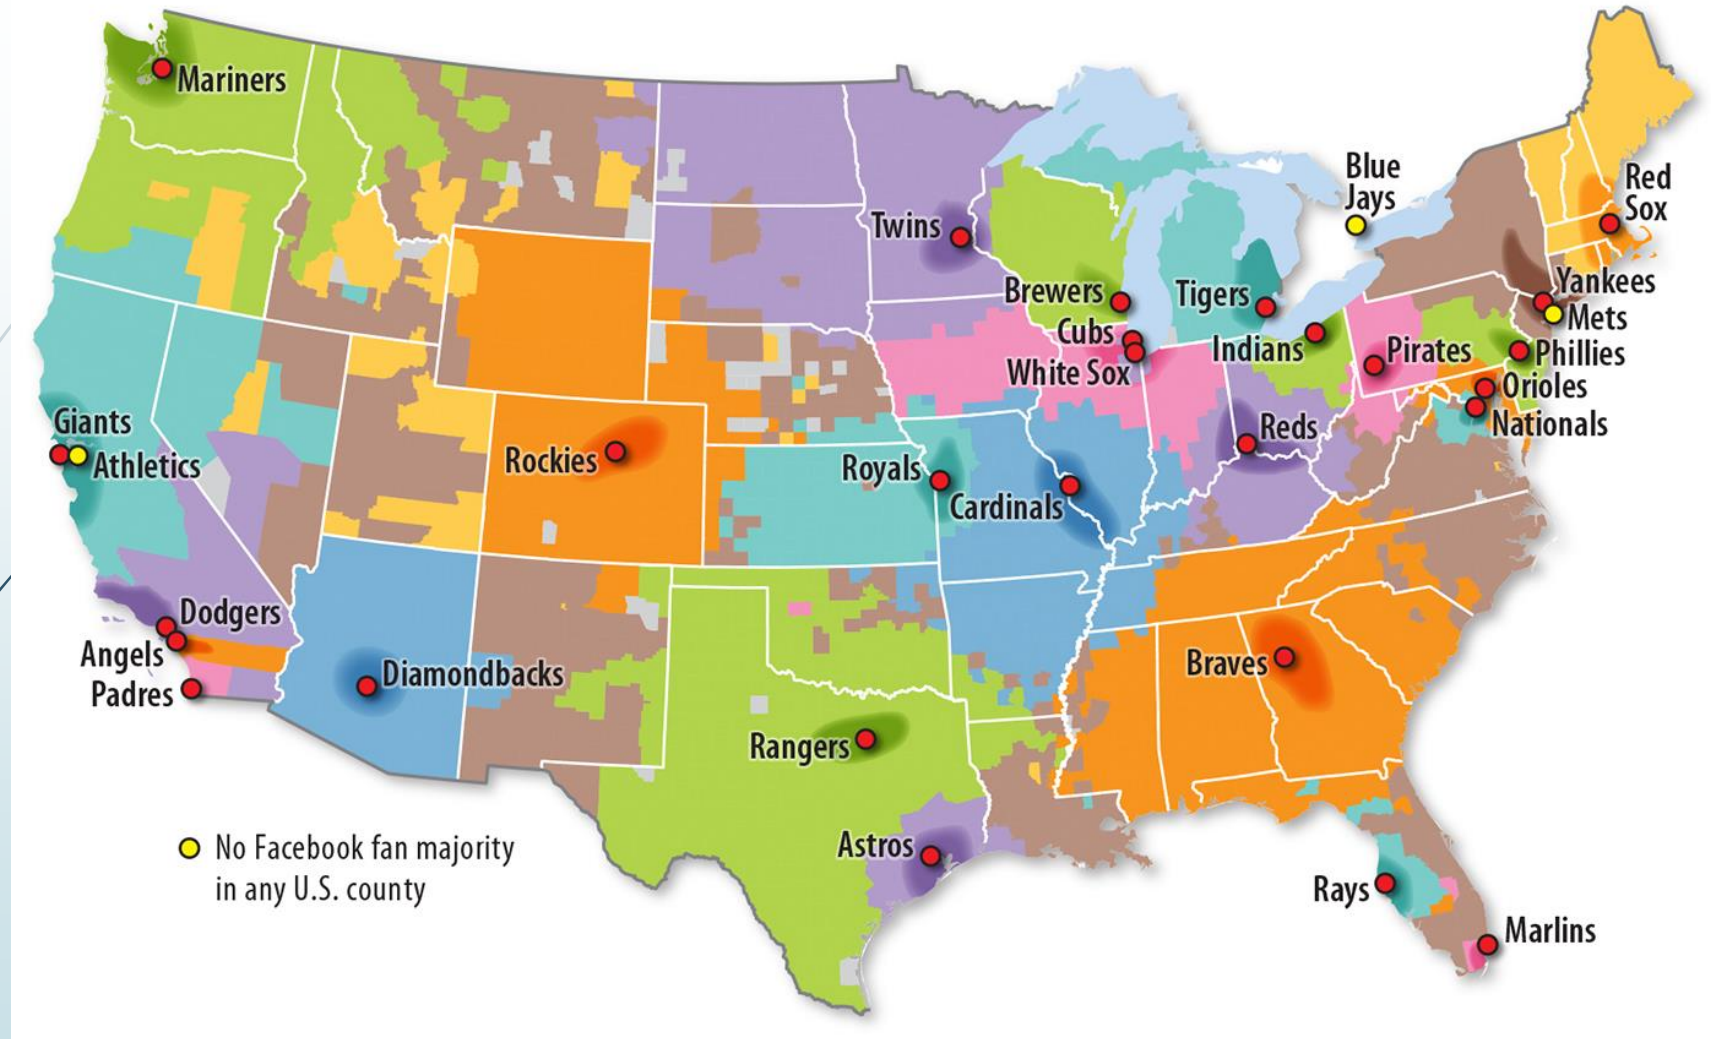 Mariners
Blue
Jays
Red
Sox
Twins
Yankees
Brewers
Tigers
Mets
Cubs
Indians
Pirates
Phillies
White Sox
Orioles
Giants
Nationals
Reds
Rockies
Athletics
Royals
Cardinals
Dodgers
Angels
Braves
Diamondbacks
Padres
Rangers
Astros
No Facebook fan majority
in any U.S. county
Rays
Marlins